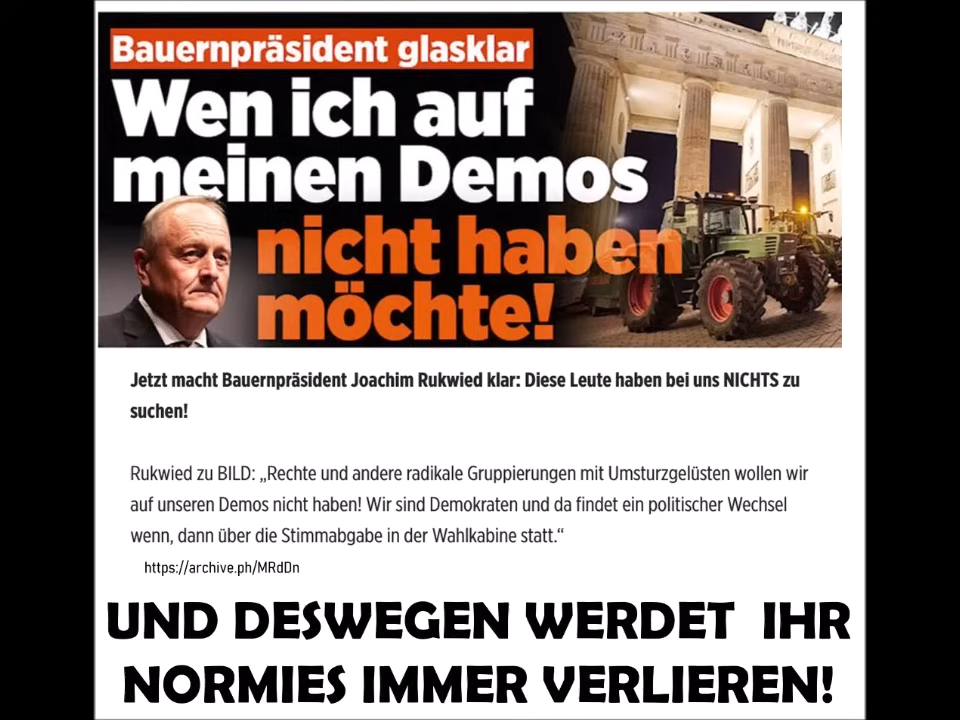 Bauernpräsident glasklar
Wen ich auf
meinen Demos
nicht haben
möchte!
Jetzt macht Bauernpräsident Joachim Rukwied klar: Diese Leute haben bei uns NICHTS zu
suchen!
Rukwied zu BILD: „Rechte und andere radikale Gruppierungen mit Umsturzgelüsten wollen wir
auf unseren Demos nicht haben! Wir sind Demokraten und da findet ein politischer Wechsel
wenn, dann über die Stimmabgabe in der Wahlkabine statt.“
https://archive.ph/MRdDn
UND DESWEGEN WERDET IHR
NORMIES IMMER VERLIEREN!